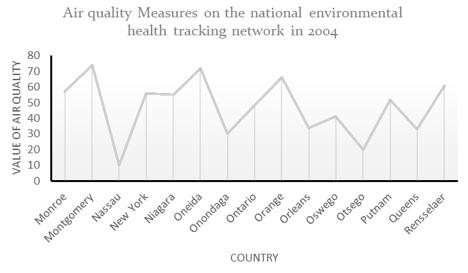 Air quality Measures on the national environmental
health tracking network in 2004
VALUE OF AIR QUALITY
80
70
60
50
40
30
20
10
0
Monroe
Montgomery
Nassau
New York
Niagara
Oneida
Onondaga
Ontario
Orange
Orleans
Oswego
Otsego
Putnam
Queens
Rensselaer
COUNTRY